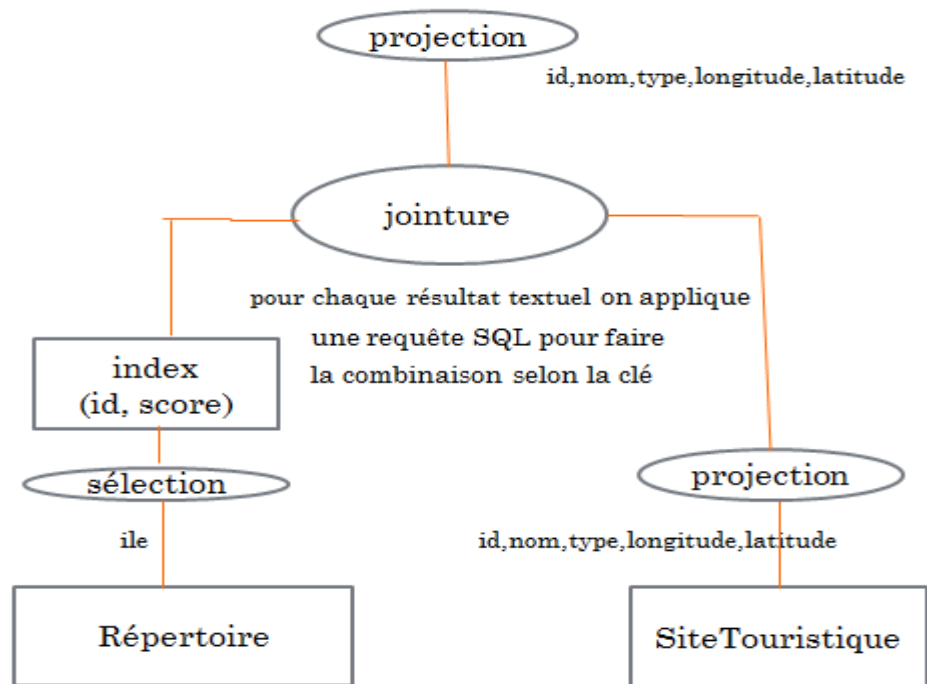 projection
id,nom,type,longitude,latitude
jointure
pour chaque résultat textuel on applique
une requête SQL pour faire
la combinaison selon la clé
index
(id, score)
sélection
projection
ile
id,nom,type,longitude,latitude
Répertoire
SiteTouristique